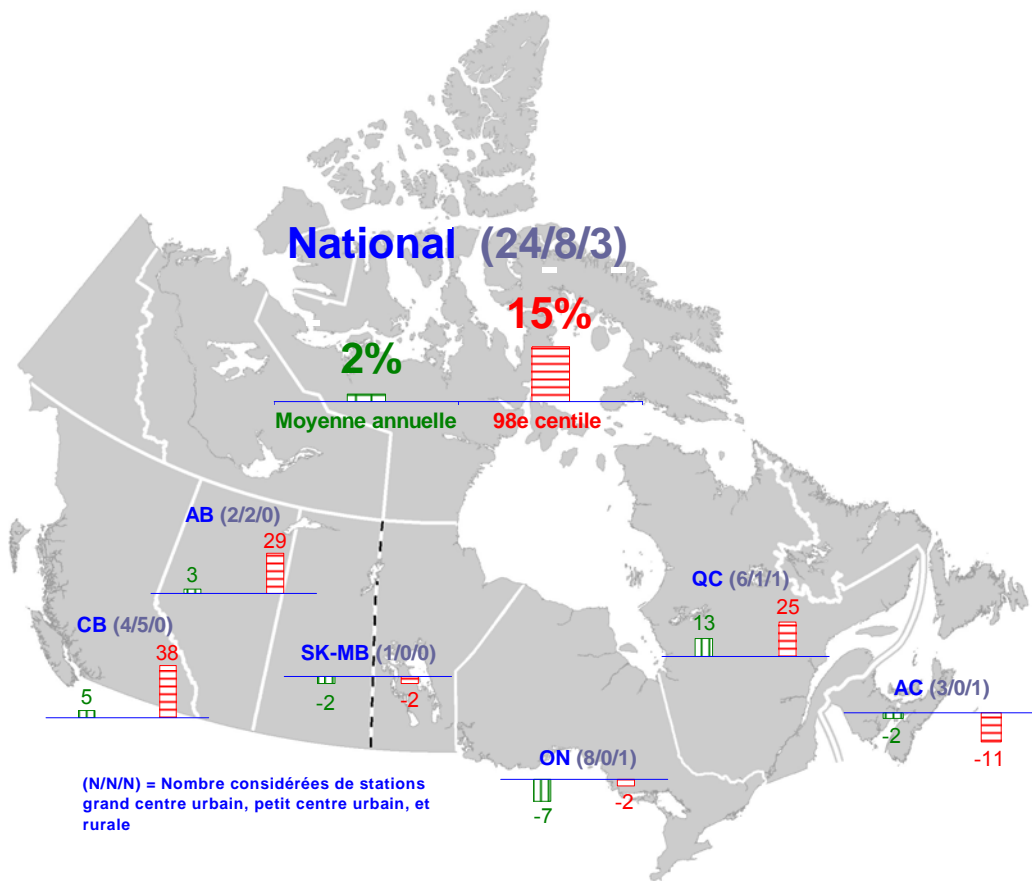 National (24/8/3)
15%
2%
Moyenne annuelle 98e centile
AB (2/2/0)
29
3
QC (6/1/1)
25
13
CB (4/5/0)
38
5
SK-MB (1/0/0)
-2 -2
AC (3/0/1)
-2
-11
ON (8/0/1)
-2
-7
(N/N/N) = Nombre considérées de stations
grand centre urbain, petit centre urbain, et
rurale